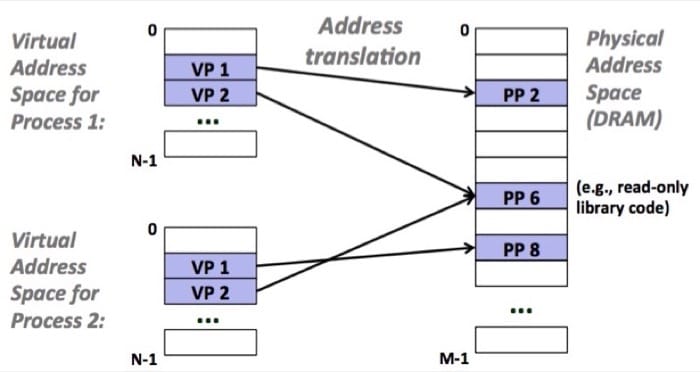 Virtual
Address
Space for
Process 1:
0
VP 1
VP 2
...
N-1
Address
translation
0
PP 2
PP 6
PP 8
...
M-1
Physical
Address
Space
(DRAM)
(e.g., read-only
library code)
Virtual
Address
Space for
Process 2:
0
VP 1
VP 2
...
N-1